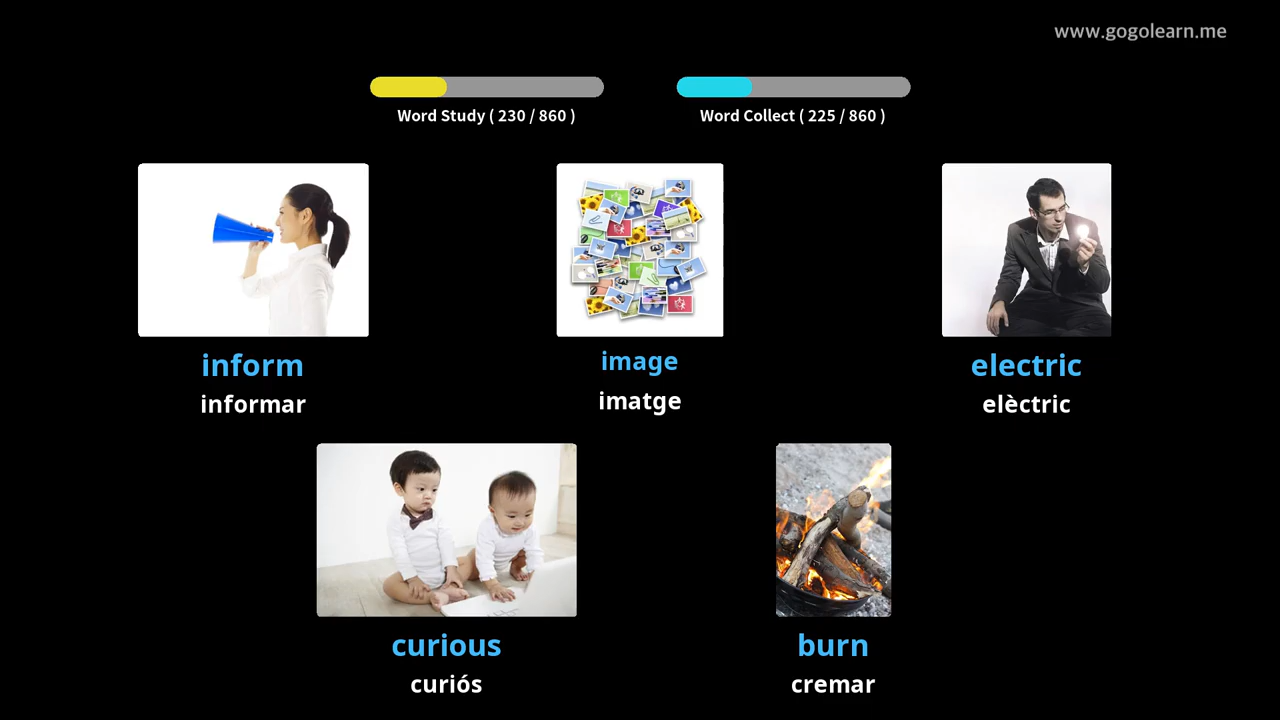 www.gogolearn.me
Word Study ( 230 / 860 )
Word Collect ( 225 / 860 )
inform
informar
image
imatge
electric
elèctric
curious
curiós
burn
cremar